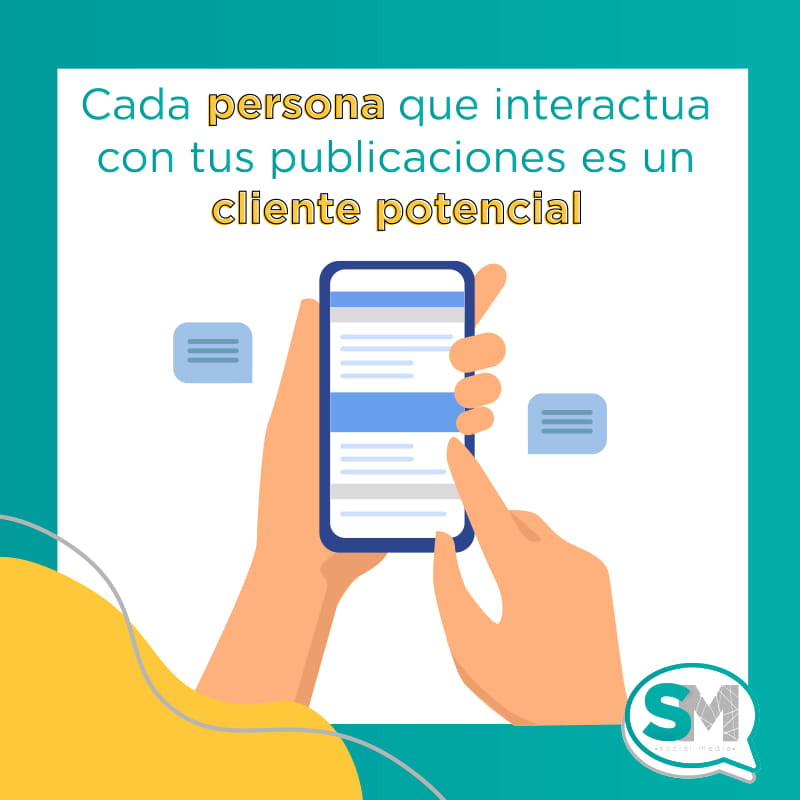 Cada persona que interactua
con tus publicaciones es un
cliente potencial
SM
•social media•